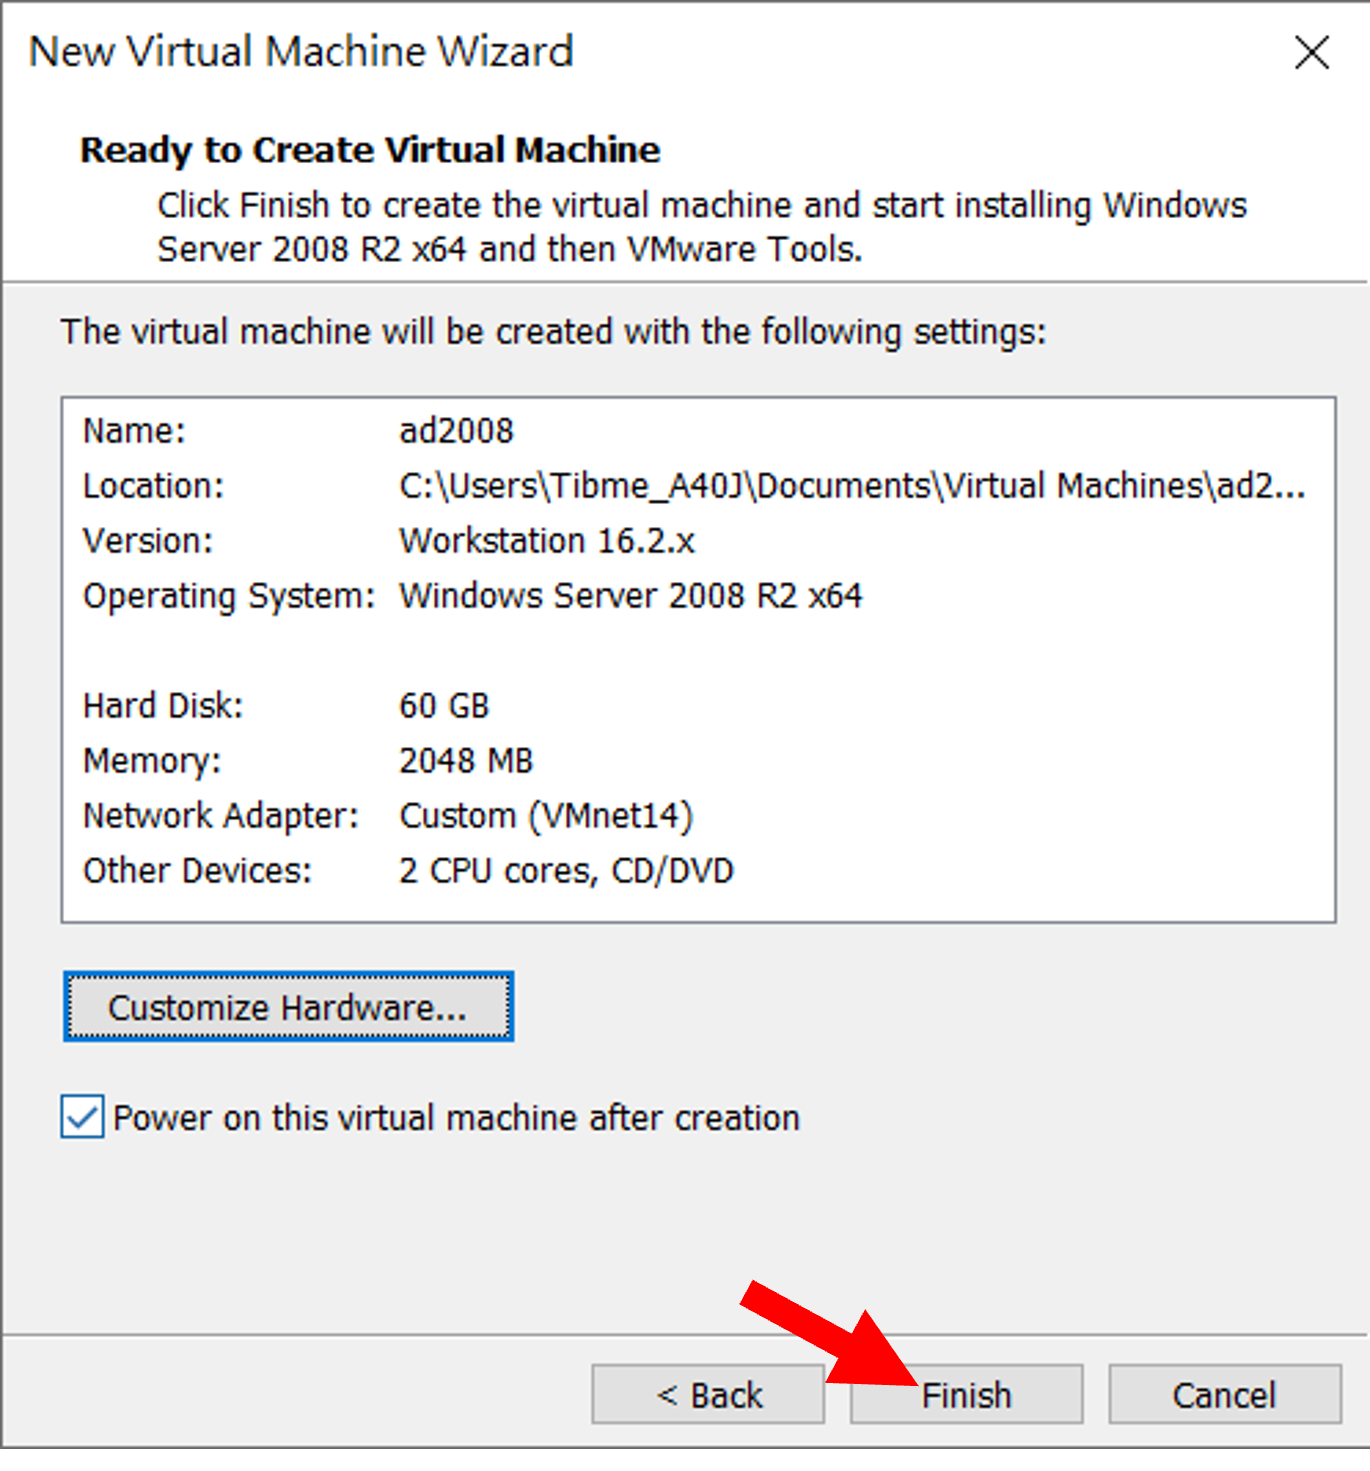 New Virtual Machine Wizard
Ready to Create Virtual Machine
Click Finish to create the virtual machine and start installing Windows
Server 2008 R2 x64 and then VMware Tools.
The virtual machine will be created with the following settings:
Name: ad2008
Location: C:\Users\Tibme_A40J\Documents\Virtual Machines\ad2...
Version: Workstation 16.2.x
Operating System: Windows Server 2008 R2 x64
Hard Disk: 60 GB
Memory: 2048 MB
Network Adapter: Custom (VMnet14)
Other Devices: 2 CPU cores, CD/DVD
Customize Hardware...
Power on this virtual machine after creation
< Back Finish Cancel